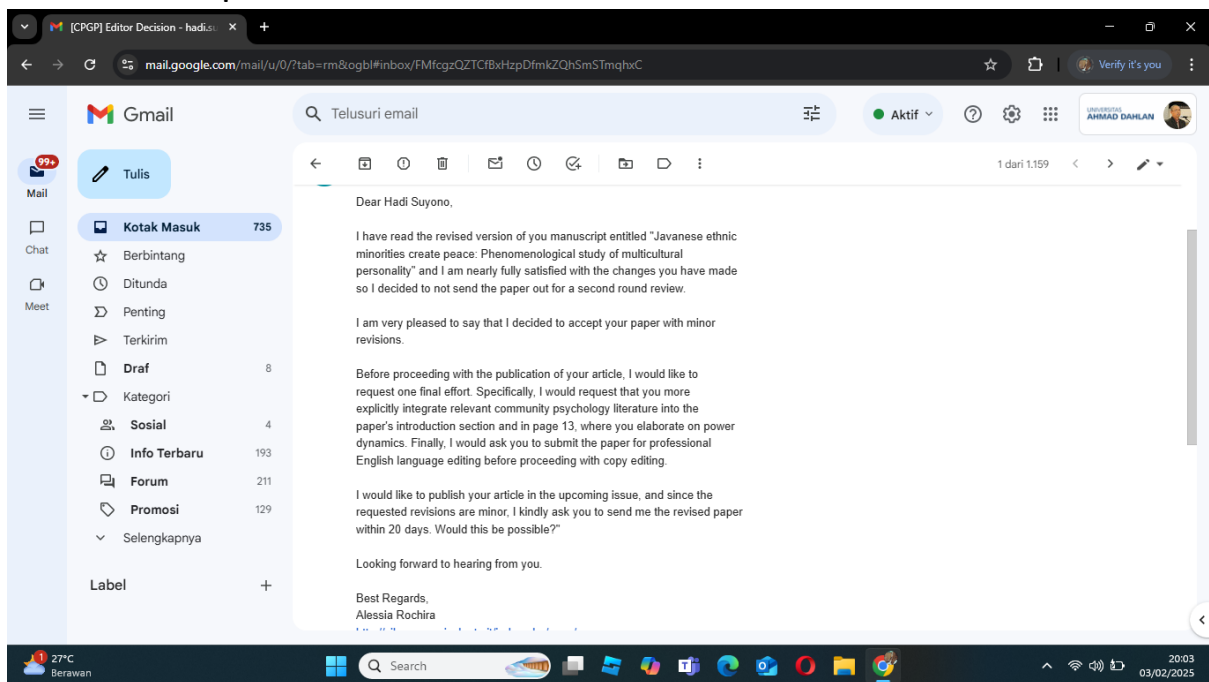 [CPGP] Editor Decision - hadi.su
mail.google.com/mail/u/0/?tab=rm&ogbl#inbox/FMfcgzQZTCfBxHzpDfmkZQhSmSTmqhxC
Verify it's you
Gmail
Telusuri email
Aktif
UNIVERSITAS
AHMAD DAHLAN
99+
Mail
Chat
Meet
Tulis
1 dari 1.159
Kotak Masuk 735
Berbintang
Ditunda
Penting
Terkirim
Draf 8
Kategori
Sosial 4
Info Terbaru 193
Forum 211
Promosi 129
Selengkapnya
Label
Dear Hadi Suyono,
I have read the revised version of you manuscript entitled "Javanese ethnic
minorities create peace: Phenomenological study of multicultural
personality" and I am nearly fully satisfied with the changes you have made
so I decided to not send the paper out for a second round review.
I am very pleased to say that I decided to accept your paper with minor
revisions.
Before proceeding with the publication of your article, I would like to
request one final effort. Specifically, I would request that you more
explicitly integrate relevant community psychology literature into the
paper's introduction section and in page 13, where you elaborate on power
dynamics. Finally, I would ask you to submit the paper for professional
English language editing before proceeding with copy editing.
I would like to publish your article in the upcoming issue, and since the
requested revisions are minor, I kindly ask you to send me the revised paper
within 20 days. Would this be possible?"
Looking forward to hearing from you.
Best Regards,
Alessia Rochira
1
27°C
Berawan
Search
20:03
03/02/2025